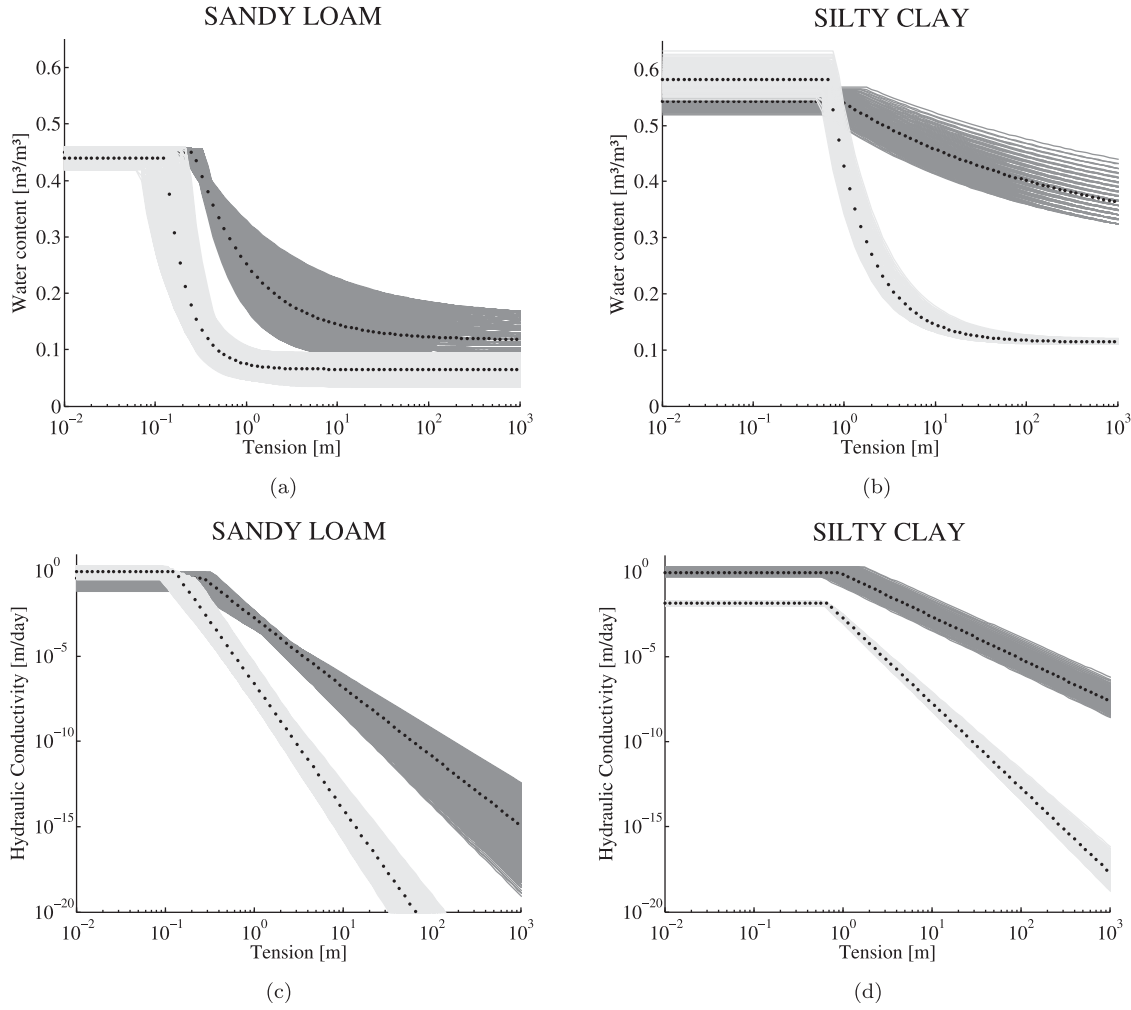 SANDY LOAM
Water content [m³/m³]
0.6
0.5
0.4
0.3
0.2
0.1
0
10⁻² 10⁻¹ 10⁰ 10¹ 10² 10³
Tension [m]
(a)
SILTY CLAY
Water content [m³/m³]
0.6
0.5
0.4
0.3
0.2
0.1
0
10⁻² 10⁻¹ 10⁰ 10¹ 10² 10³
Tension [m]
(b)
SANDY LOAM
Hydraulic Conductivity [m/day]
10⁰
10⁻⁵
10⁻¹⁰
10⁻¹⁵
10⁻²⁰
10⁻² 10⁻¹ 10⁰ 10¹ 10² 10³
Tension [m]
(c)
SILTY CLAY
Hydraulic Conductivity [m/day]
10⁰
10⁻⁵
10⁻¹⁰
10⁻¹⁵
10⁻²⁰
10⁻² 10⁻¹ 10⁰ 10¹ 10² 10³
Tension [m]
(d)